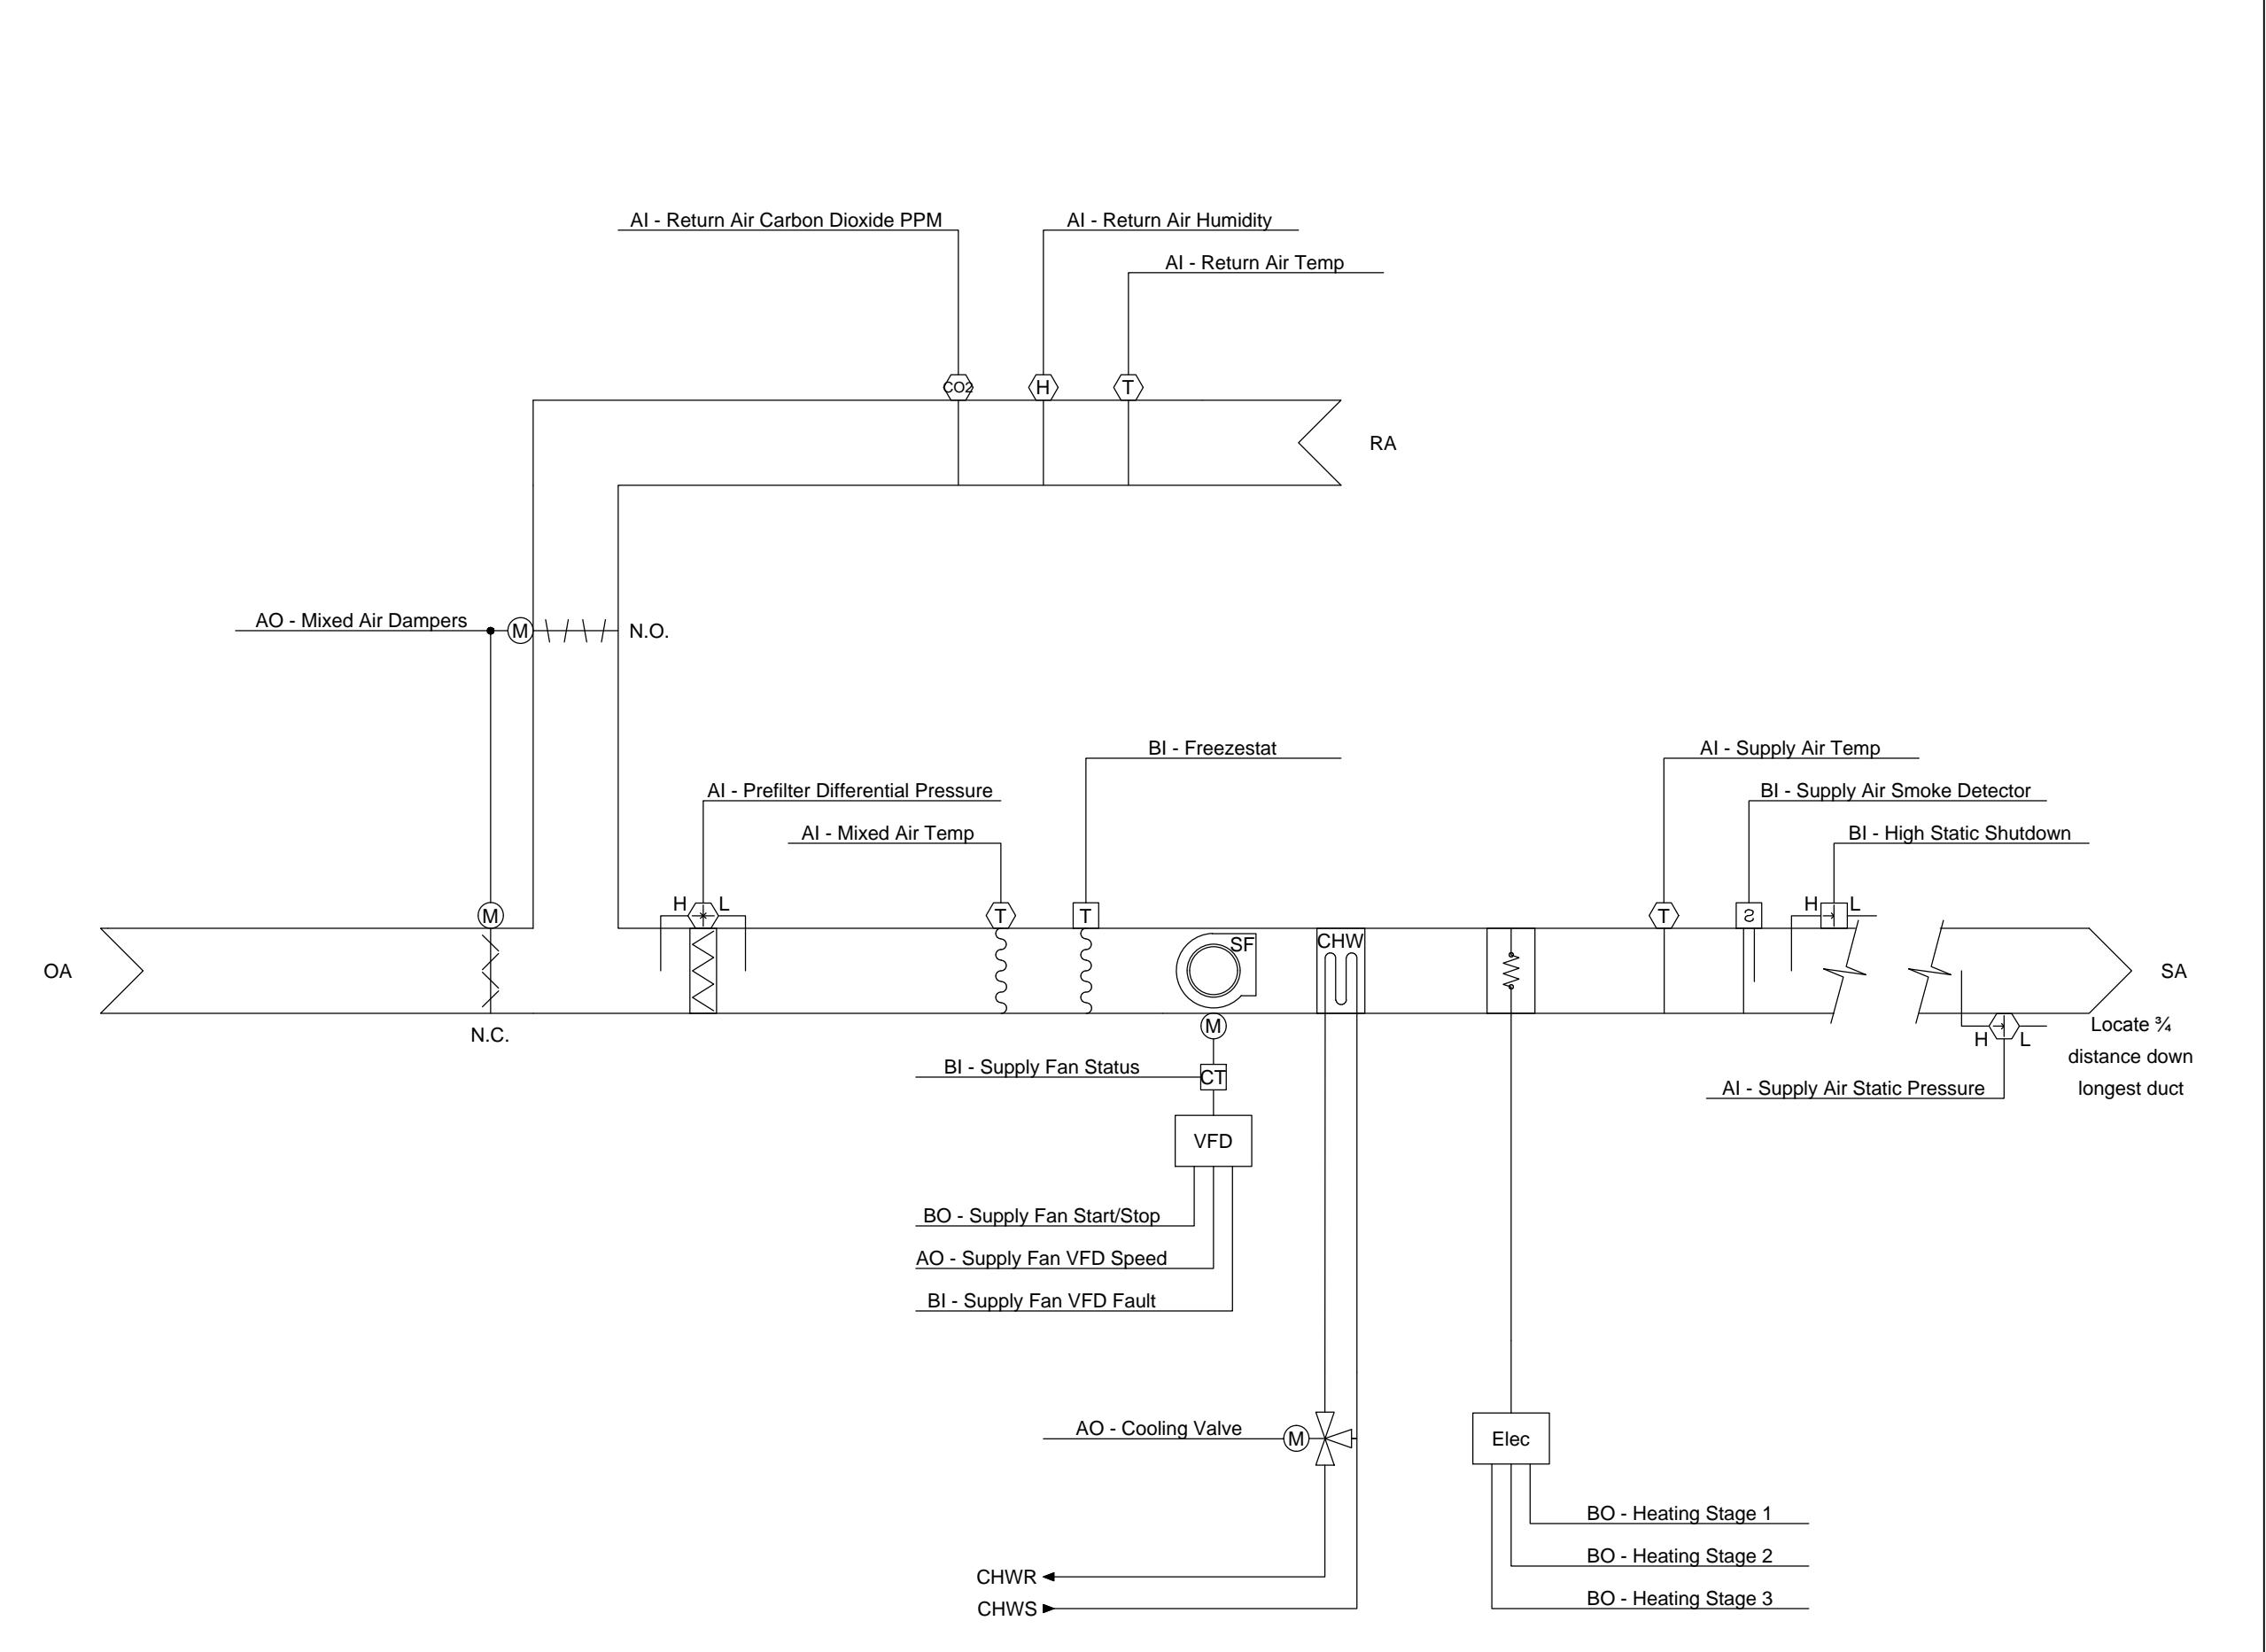 AI - Return Air Carbon Dioxide PPM
AI - Return Air Humidity
AI - Return Air Temp
CO2
H
T
RA
AO - Mixed Air Dampers
M
N.O.
BI - Freezestat
AI - Supply Air Temp
AI - Prefilter Differential Pressure
BI - Supply Air Smoke Detector
AI - Mixed Air Temp
BI - High Static Shutdown
H
L
H
L
M
T
T
T
S
SF
CHW
OA
SA
N.C.
M
H
L
Locate ¾
distance down
longest duct
BI - Supply Fan Status
CT
AI - Supply Air Static Pressure
VFD
BO - Supply Fan Start/Stop
AO - Supply Fan VFD Speed
BI - Supply Fan VFD Fault
AO - Cooling Valve
M
Elec
BO - Heating Stage 1
BO - Heating Stage 2
BO - Heating Stage 3
CHWR
CHWS